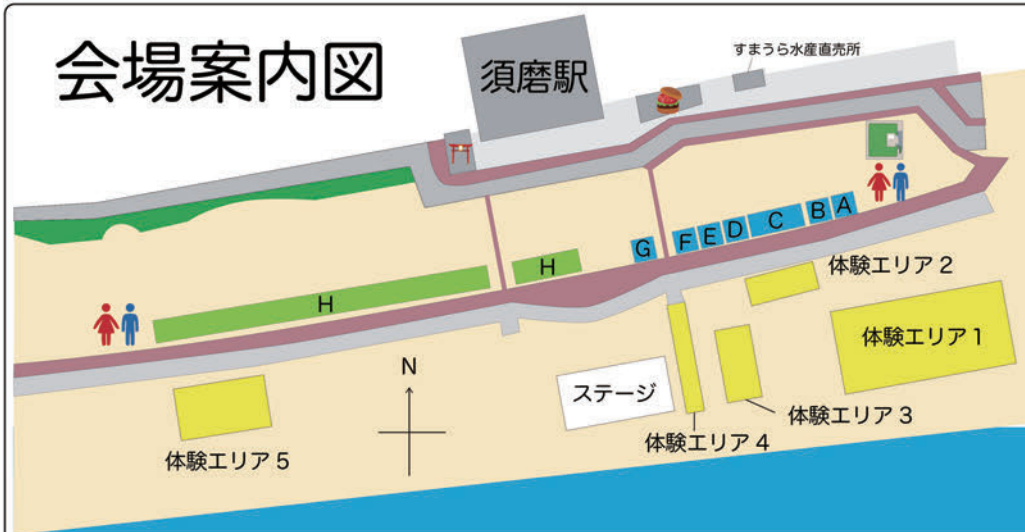 会場案内図
須磨駅
すまうら水産直売所
A
B
C
D
E
F
G
H
H
体験エリア2
体験エリア1
ステージ
体験エリア3
体験エリア4
体験エリア5
N